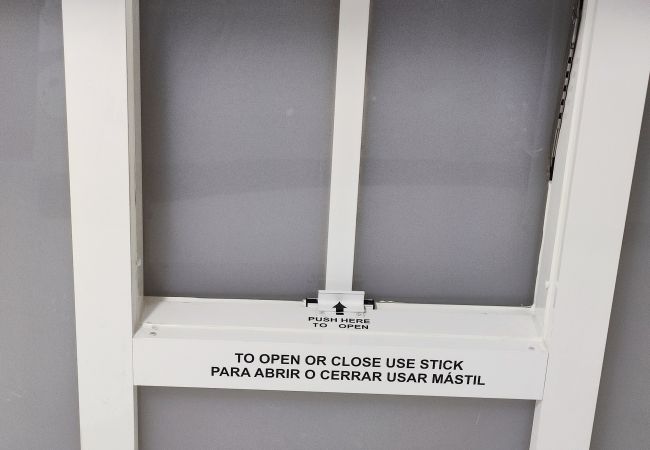 PUSH HERE
TO OPEN
TO OPEN OR CLOSE USE STICK
PARA ABRIR O CERRAR USAR MÁSTIL